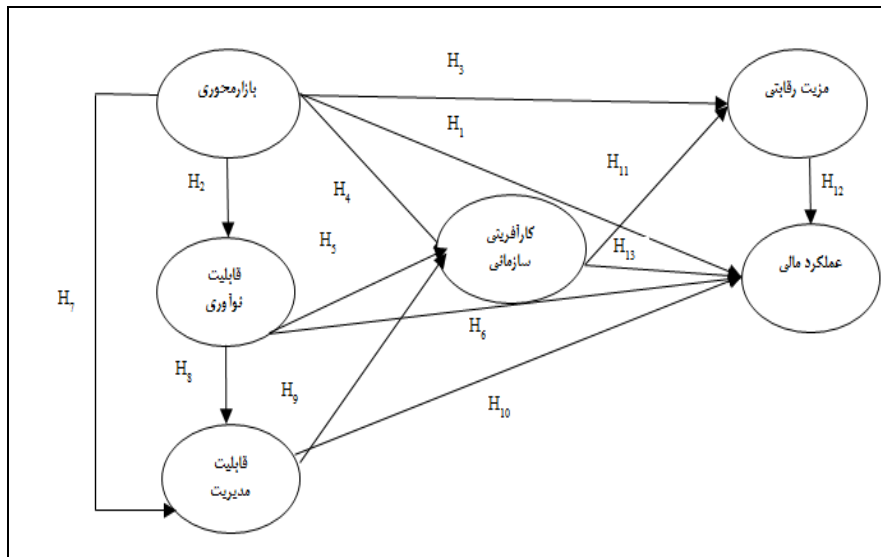 H3
بازارمحوری
مزیت رقابتی
H1
H11
H2
H4
H12
H5
کارآفرینی
سازمانی
H13
عملکرد مالی
قابلیت
نوآوری
H7
H6
H8
H9
H10
قابلیت
مدیریت